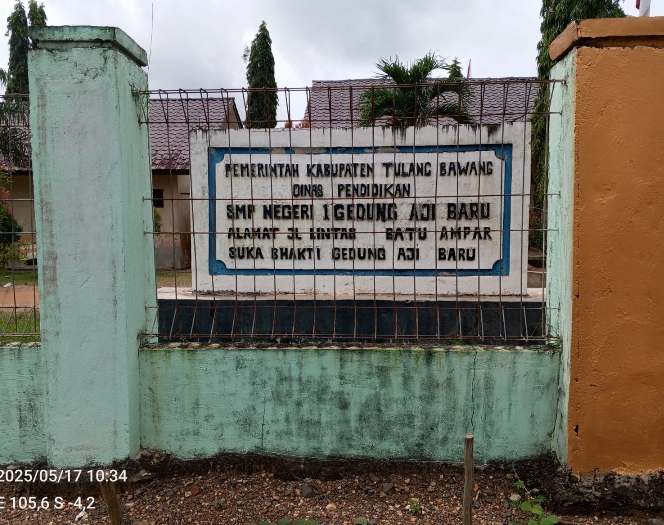 PEMERINTAH KABUPATEN TULANG BAWANG
DINAS PENDIDIKAN
SMP NEGERI 1 GEDUNG AJI BARU
ALAMAT JL LINTAS BATU AMPAR
SUKA BHAKTI GEDUNG AJI BARU
2025/05/17 10:34
E 105,6 S -4,2